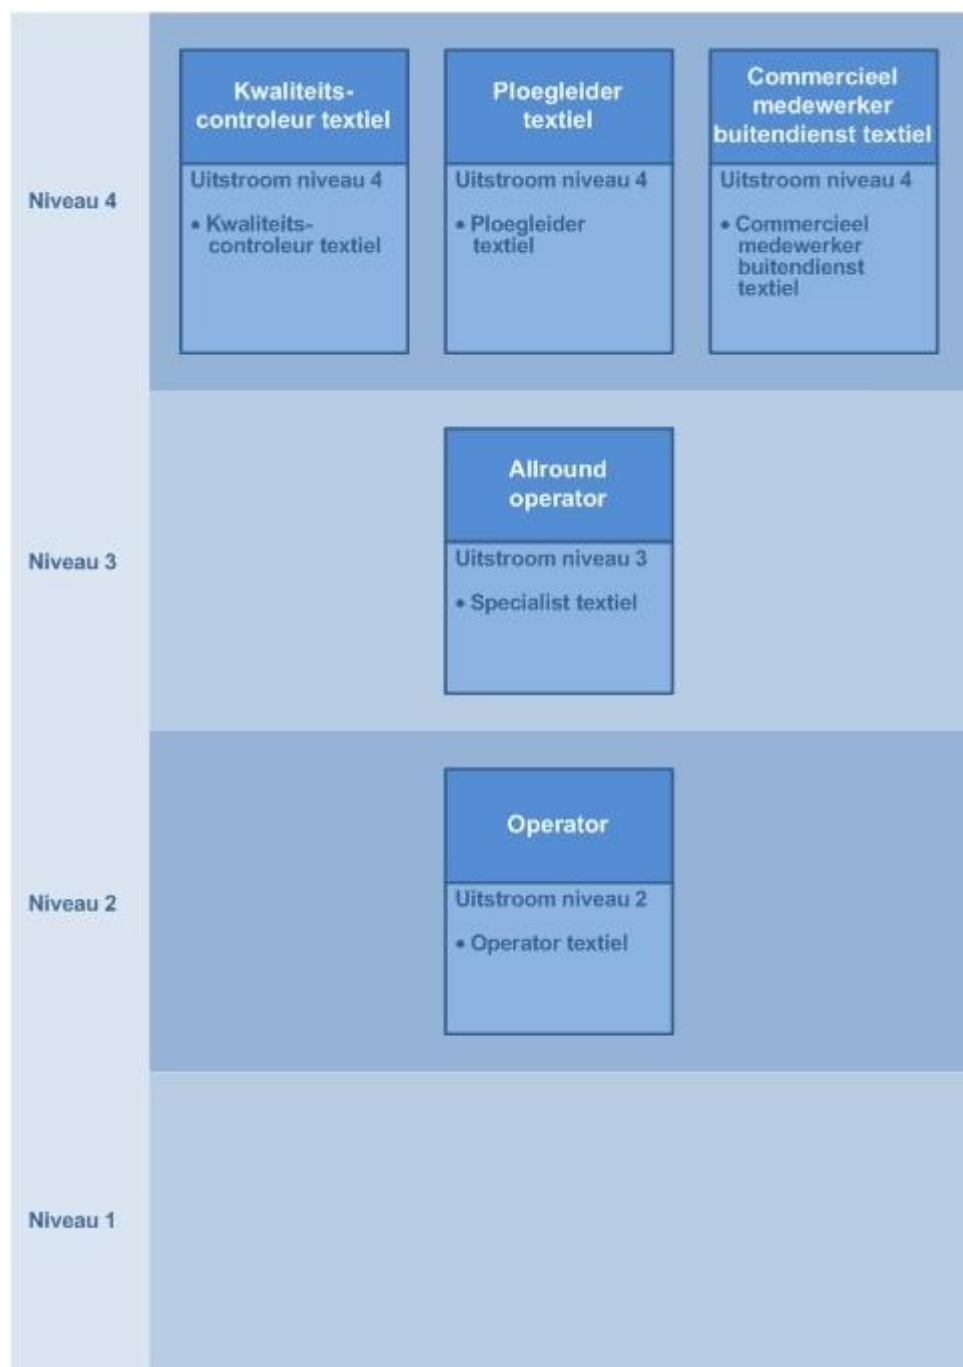 Niveau 4
Kwaliteits-
controleur textiel
Uitstroom niveau 4
• Kwaliteits-
controleur textiel
Ploegleider
textiel
Uitstroom niveau 4
• Ploegleider
textiel
Commercieel
medewerker
buitendienst textiel
Uitstroom niveau 4
• Commercieel
medewerker
buitendienst
textiel
Niveau 3
Allround
operator
Uitstroom niveau 3
• Specialist textiel
Niveau 2
Operator
Uitstroom niveau 2
• Operator textiel
Niveau 1